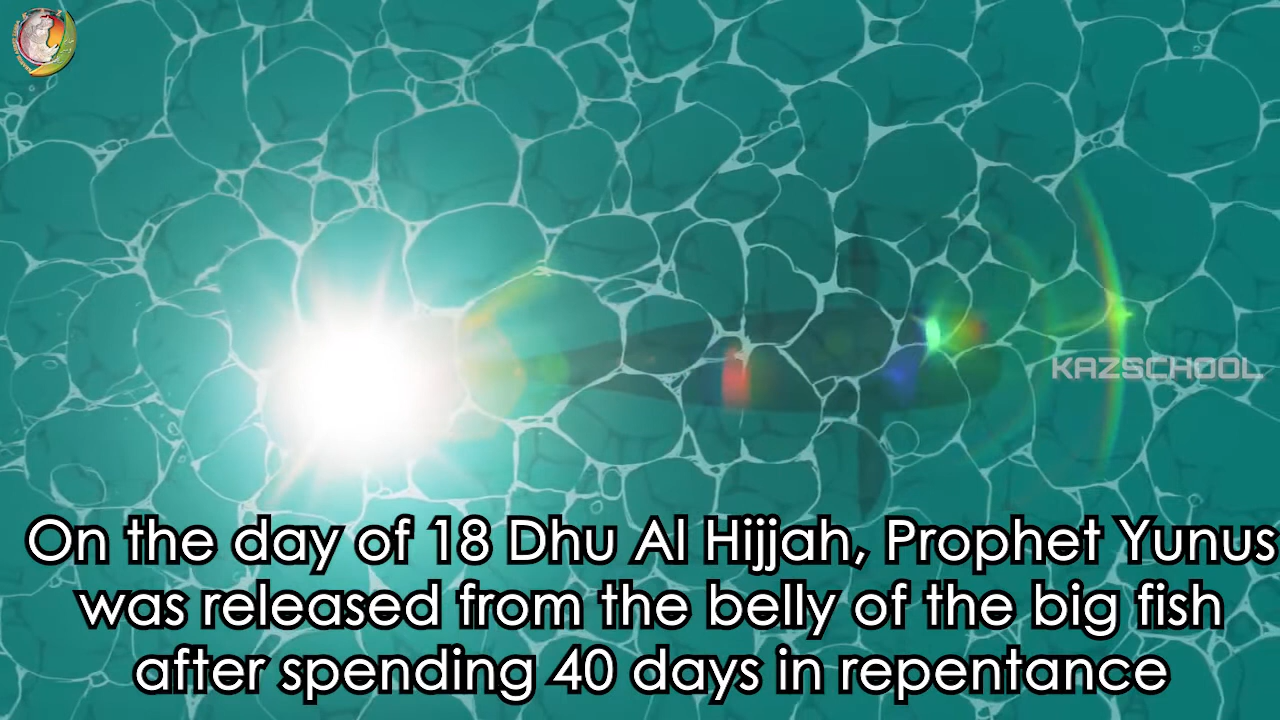 KAZSCHOOL
On the day of 18 Dhu Al Hijjah, Prophet Yunus
was released from the belly of the big fish
after spending 40 days in repentance